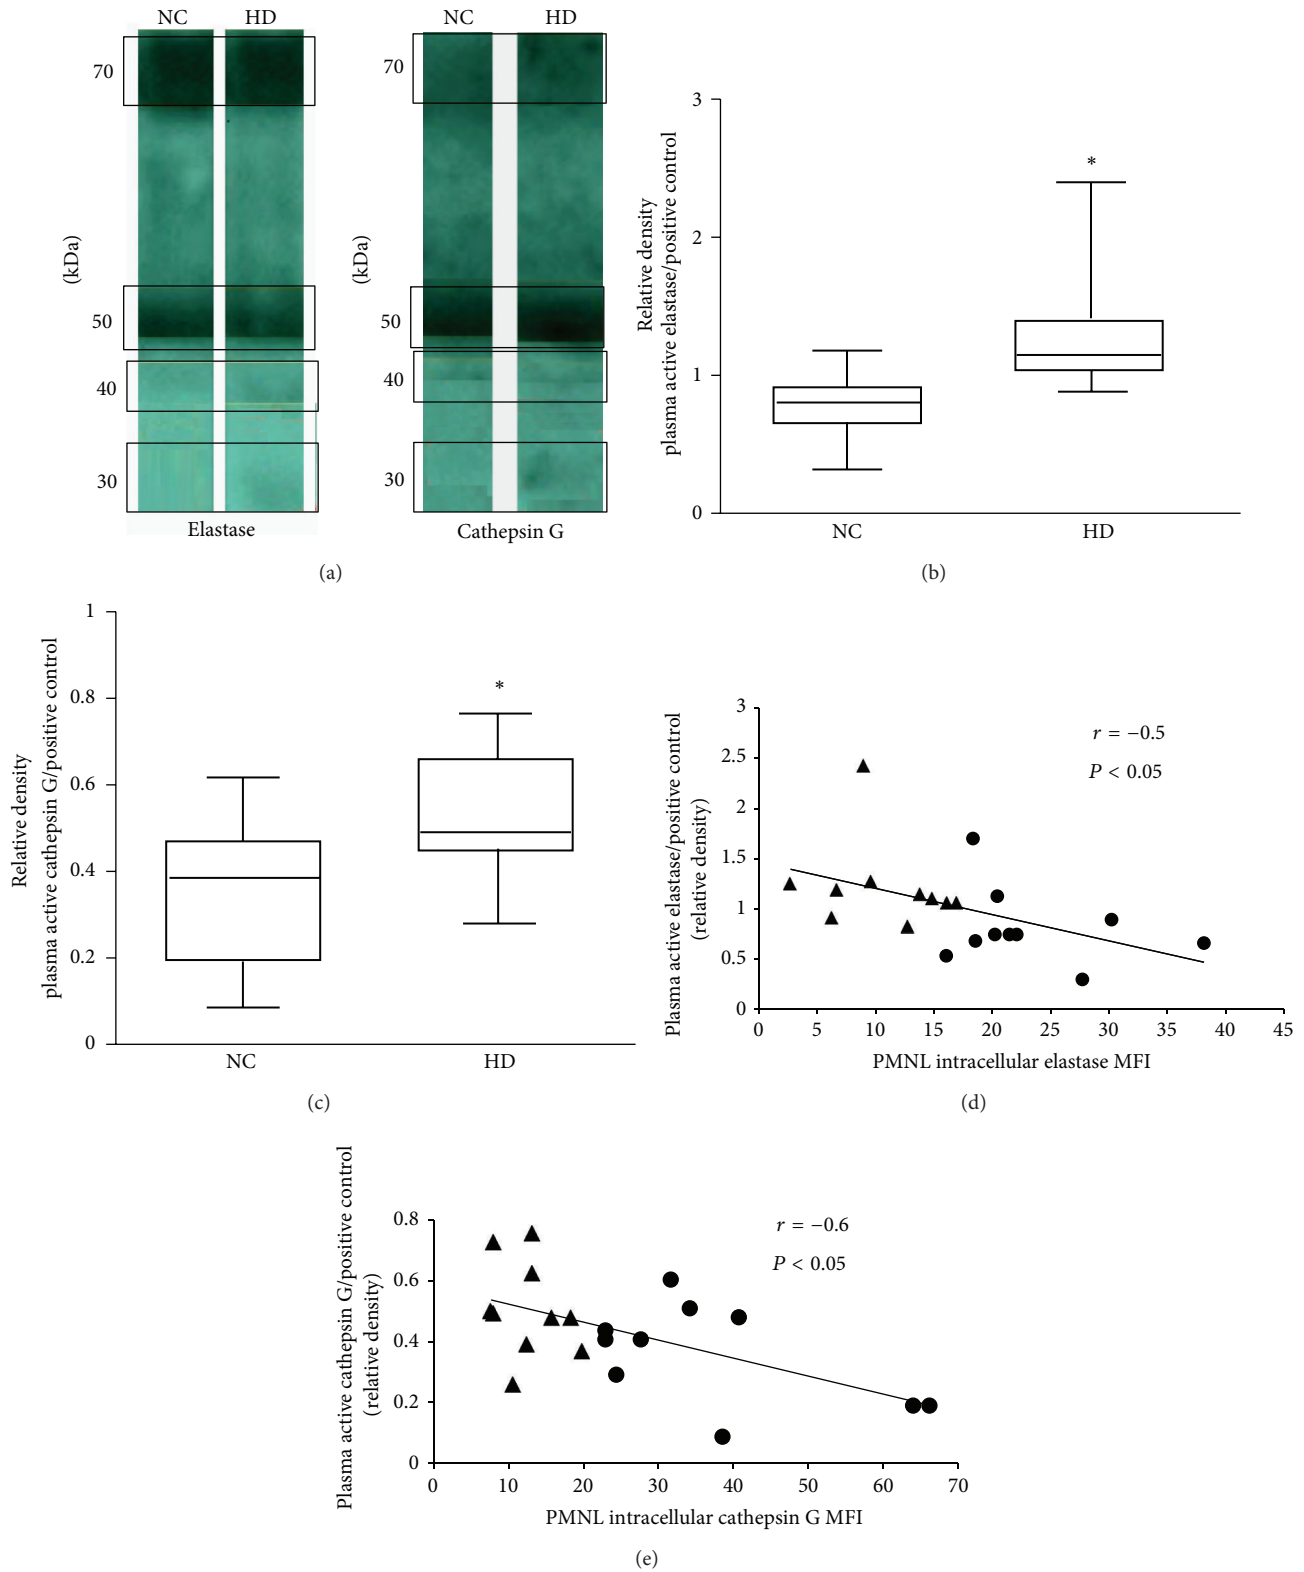 NC HD
70
50
40
30
(kDa)
Elastase
NC HD
70
50
40
30
(kDa)
Cathepsin G
(a)
Relative density
plasma active elastase/positive control
3
2
1
0
*
NC HD
(b)
Relative density
plasma active cathepsin G/positive control
1
0.8
0.6
0.4
0.2
0
*
NC HD
(c)
Plasma active elastase/positive control
(relative density)
3
2.5
2
1.5
1
0.5
0
r = −0.5
P < 0.05
0 5 10 15 20 25 30 35 40 45
PMNL intracellular elastase MFI
(d)
Plasma active cathepsin G/positive control
(relative density)
0.8
0.6
0.4
0.2
0
r = −0.6
P < 0.05
0 10 20 30 40 50 60 70
PMNL intracellular cathepsin G MFI
(e)